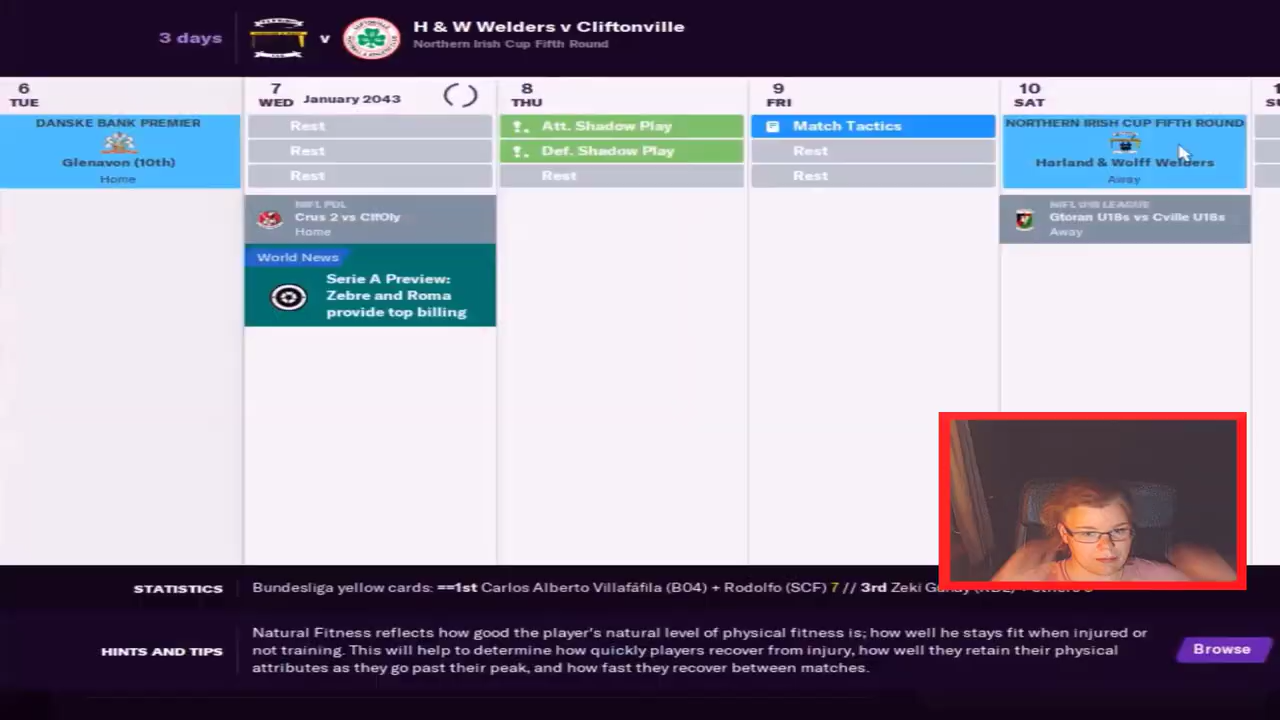 3 days
v
H & W Welders v Cliftonville
Northern Irish Cup Fifth Round
6
TUE
7
WED January 2043
8
THU
9
FRI
10
SAT
DANSKE BANK PREMIER
Glenavon (10th)
Home
Rest
Rest
Rest
NIFL PDL
Crus 2 vs ClfOly
Home
World News
Serie A Preview:
Zebre and Roma
provide top billing
Att. Shadow Play
Def. Shadow Play
Rest
Match Tactics
Rest
Rest
NORTHERN IRISH CUP FIFTH ROUND
Harland & Wolff Welders
Away
NIFL U18 LEAGUE
Gtoran U18s vs Cville U18s
Away
STATISTICS
Bundesliga yellow cards: ==1st Carlos Alberto Villafáfila (B04) + Rodolfo (SCF) 7 // 3rd Zeki
HINTS AND TIPS
Natural Fitness reflects how good the player's natural level of physical fitness is; how well he stays fit when injured or
not training. This will help to determine how quickly players recover from injury, how well they retain their physical
attributes as they go past their peak, and how fast they recover between matches.
Browse